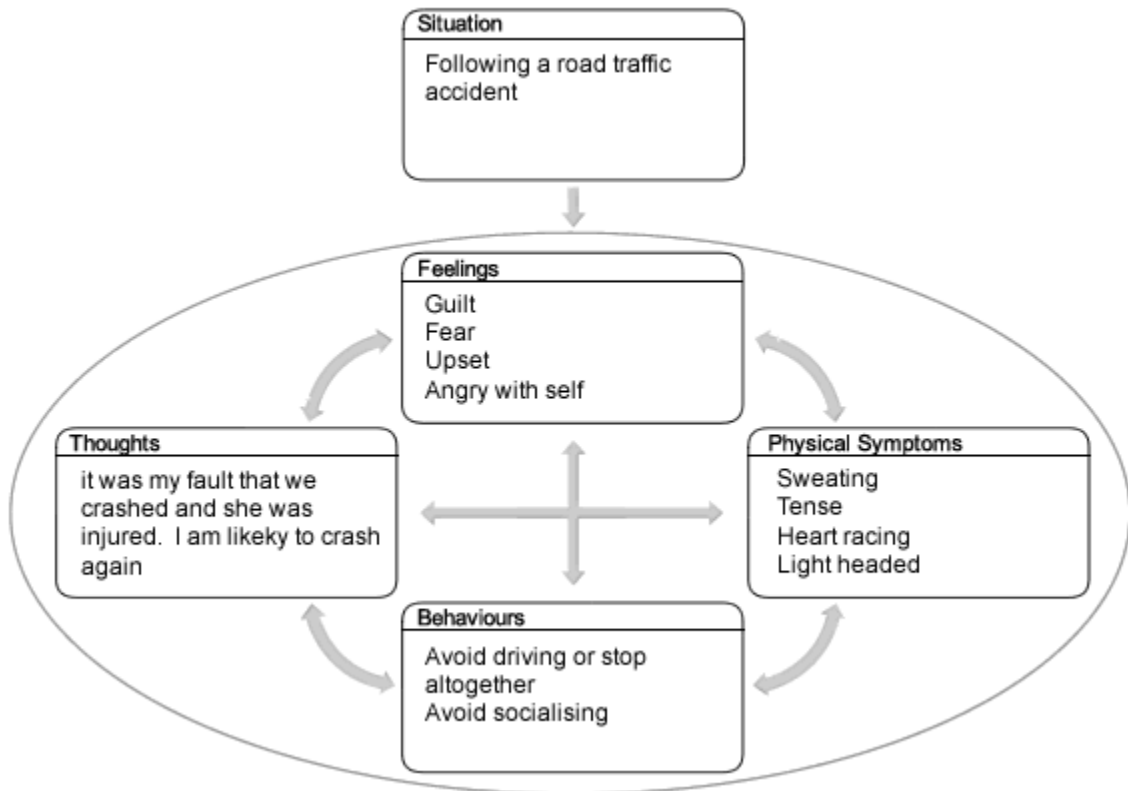 Situation
Following a road traffic
accident
Feelings
Guilt
Fear
Upset
Angry with self
Thoughts
it was my fault that we
crashed and she was
injured.  I am likeky to crash
again
Physical Symptoms
Sweating
Tense
Heart racing
Light headed
Behaviours
Avoid driving or stop
altogether
Avoid socialising